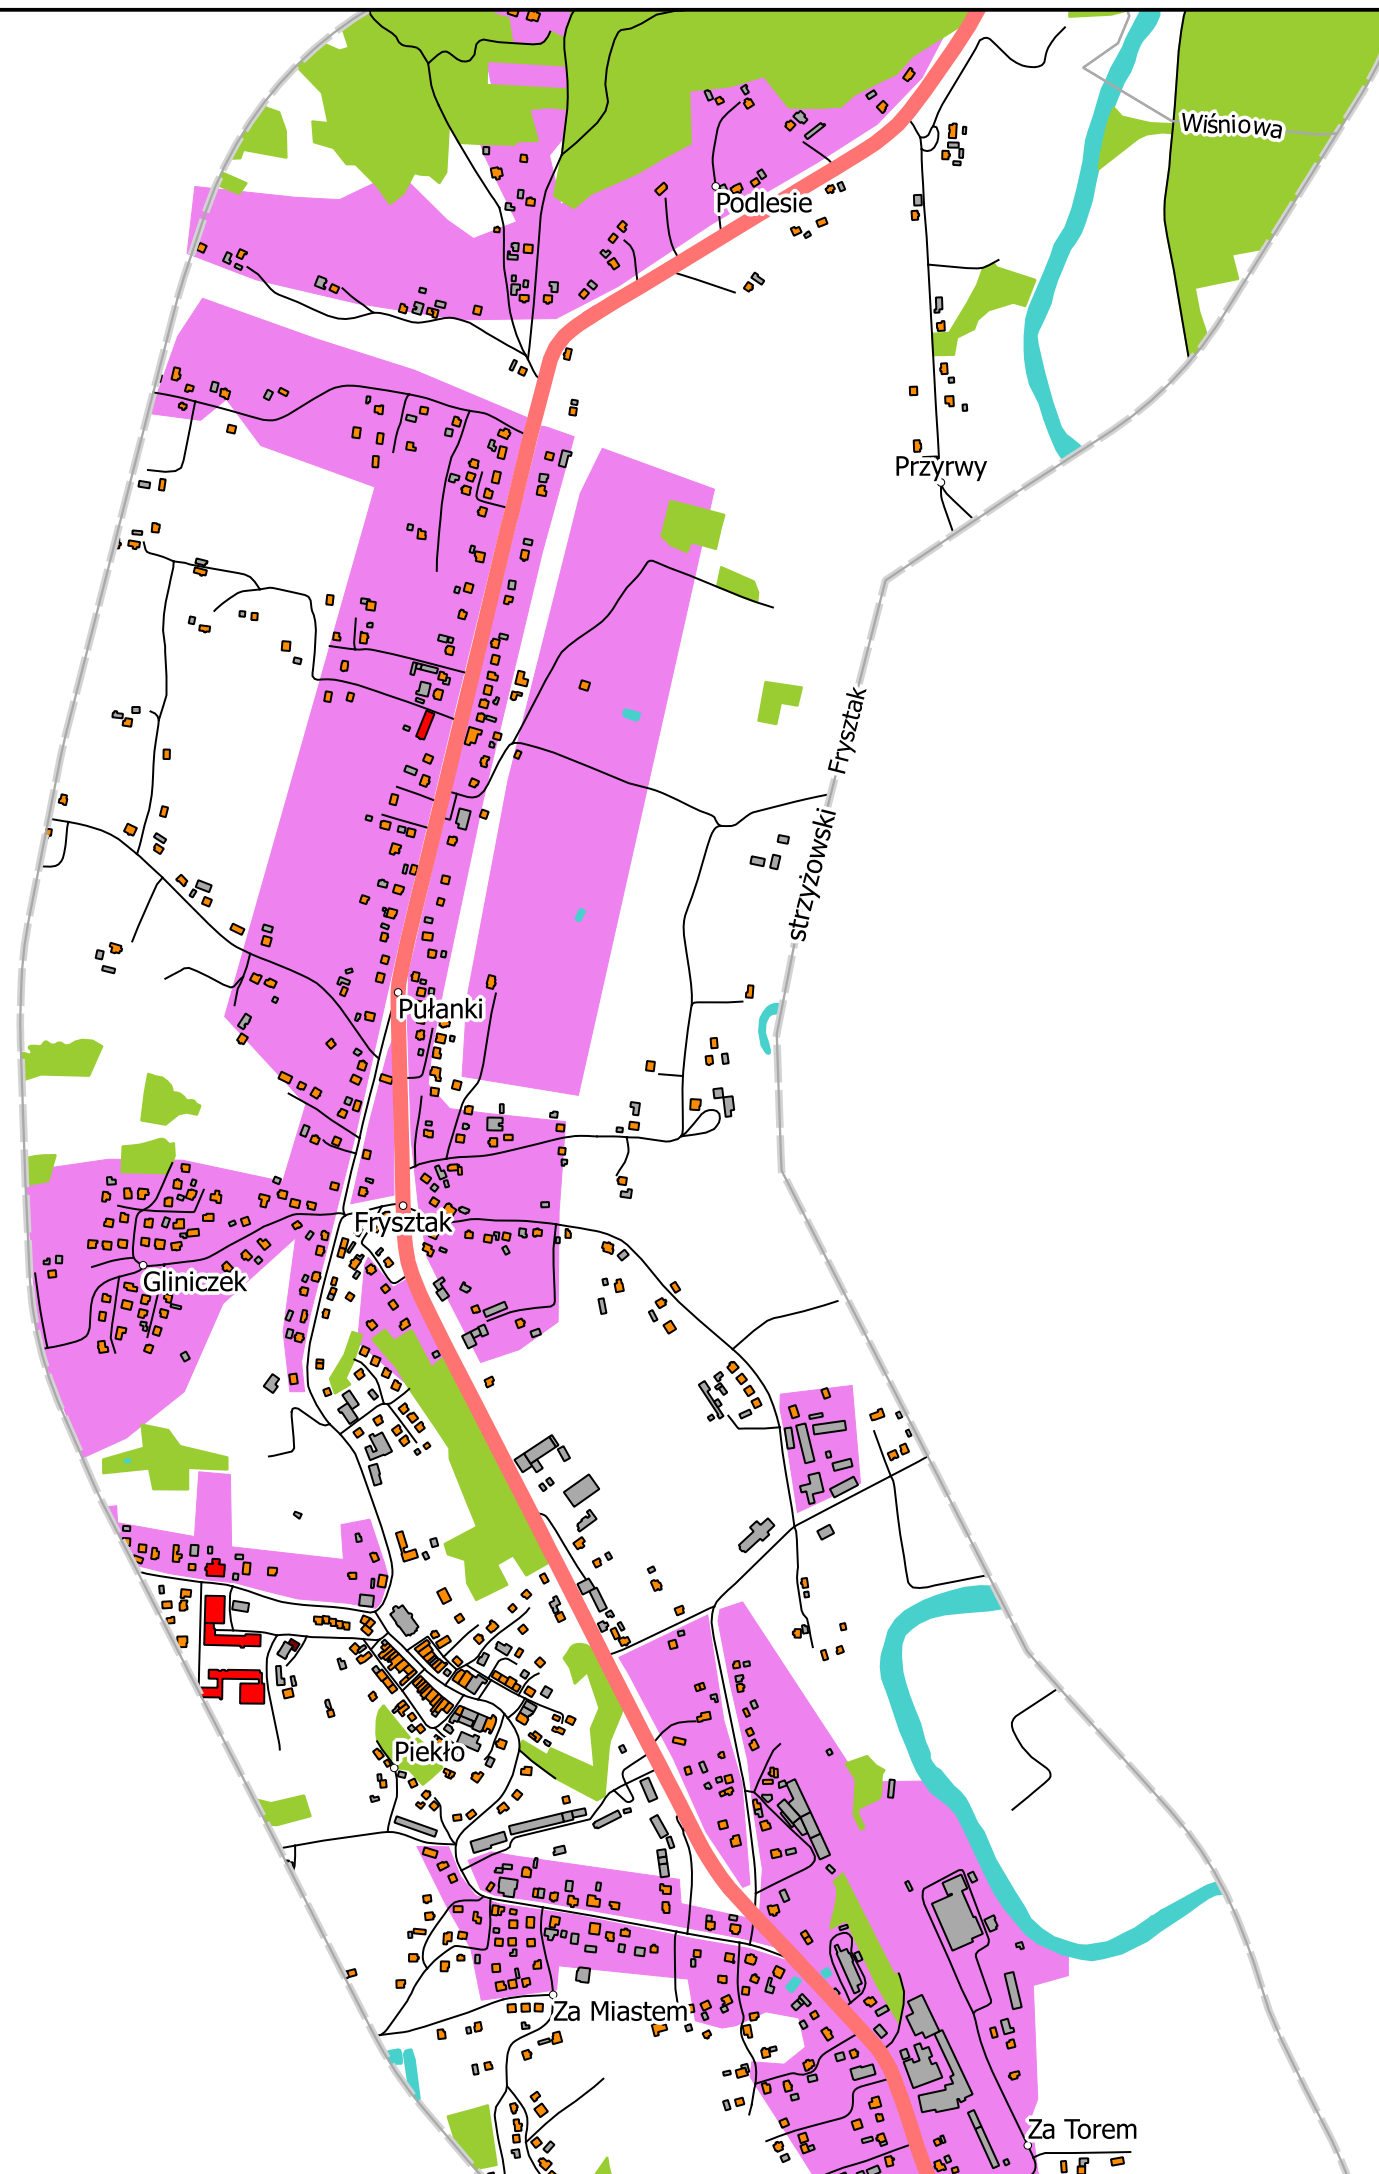 Wiśniowa
Podlesie
Przyrwy
strzyżowski Frysztak
Pułanki
Frysztak
Gliniczek
Piekło
Za Miastem
Za Torem